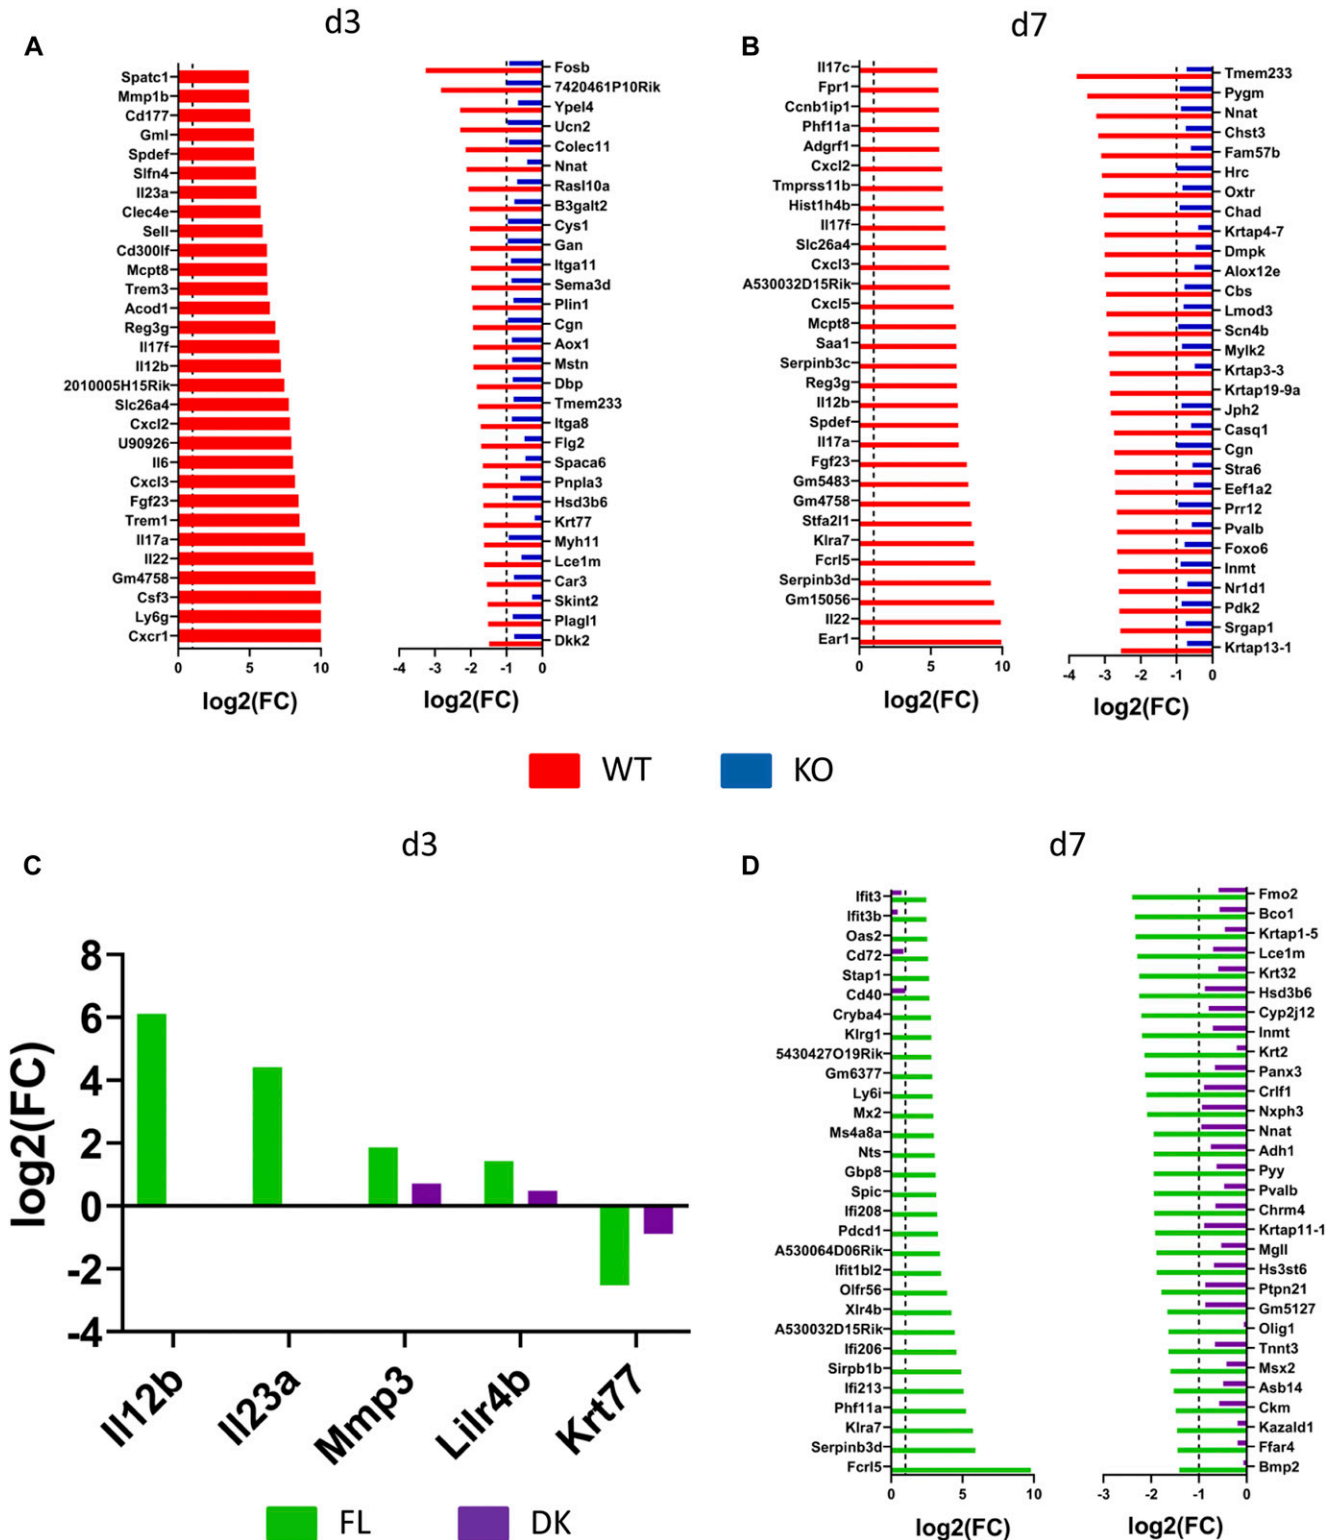 d3
A
Spatc1
Mmp1b
Cd177
Gml
Spdef
Slfn4
Il23a
Clec4e
Sell
Cd300lf
Mcpt8
Trem3
Acod1
Reg3g
Il17f
Il12b
2010005H15Rik
Slc26a4
Cxcl2
U90926
Il6
Cxcl3
Fgf23
Trem1
Il17a
Il22
Gm4758
Csf3
Ly6g
Cxcr1
0 5 10
log2(FC)
Fosb
7420461P10Rik
Ypel4
Ucn2
Colec11
Nnat
Rasl10a
B3galt2
Cys1
Gan
Itga11
Sema3d
Plin1
Cgn
Aox1
Mstn
Dbp
Tmem233
Itga8
Flg2
Spaca6
Pnpla3
Hsd3b6
Krt77
Myh11
Lce1m
Car3
Skint2
Plagl1
Dkk2
-4 -3 -2 -1 0
log2(FC)
d7
B
Il17c
Fpr1
Ccnb1ip1
Phf11a
Adgrf1
Cxcl2
Tmprss11b
Hist1h4b
Il17f
Slc26a4
Cxcl3
A530032D15Rik
Cxcl5
Mcpt8
Saa1
Serpinb3c
Reg3g
Il12b
Spdef
Il17a
Fgf23
Gm5483
Gm4758
Stfa2l1
Klra7
Fcrl5
Serpinb3d
Gm15056
Il22
Ear1
0 5 10
log2(FC)
Tmem233
Pygm
Nnat
Chst3
Fam57b
Hrc
Oxtr
Chad
Krtap4-7
Dmpk
Alox12e
Cbs
Lmod3
Scn4b
Mylk2
Krtap3-3
Krtap19-9a
Jph2
Casq1
Cgn
Stra6
Eef1a2
Prr12
Pvalb
Foxo6
Inmt
Nr1d1
Pdk2
Srgap1
Krtap13-1
-4 -3 -2 -1 0
log2(FC)
WT KO
d3
C
8
6
4
2
0
-2
-4
log2(FC)
Il12b
Il23a
Mmp3
Lilr4b
Krt77
FL DK
d7
D
Ifit3
Ifit3b
Oas2
Cd72
Stap1
Cd40
Cryba4
Klrg1
5430427O19Rik
Gm6377
Ly6i
Mx2
Ms4a8a
Nts
Gbp8
Spic
Ifi208
Pdcd1
A530064D06Rik
Ifit1bl2
Olfr56
Xlr4b
A530032D15Rik
Ifi206
Sirpb1b
Ifi213
Phf11a
Klra7
Serpinb3d
Fcrl5
0 5 10
log2(FC)
Fmo2
Bco1
Krtap1-5
Lce1m
Krt32
Hsd3b6
Cyp2j12
Inmt
Krt2
Panx3
Crlf1
Nxph3
Nnat
Adh1
Pyy
Pvalb
Chrm4
Krtap11-1
Mgll
Hs3st6
Ptpn21
Gm5127
Olig1
Tnnt3
Msx2
Asb14
Ckm
Kazald1
Ffar4
Bmp2
-3 -2 -1 0
log2(FC)